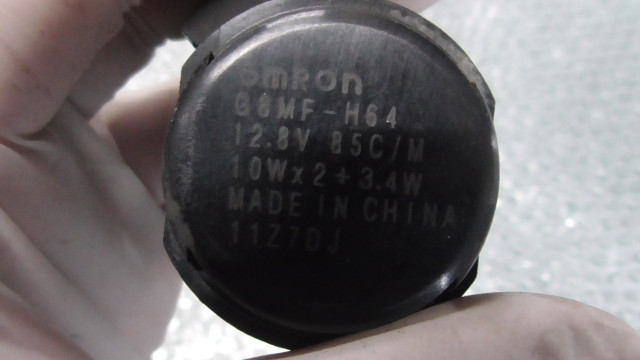 omron
G8MF-H64
12.8V 85C/M
10Wx2+3.4W
MADE IN CHINA
11Z7DJ